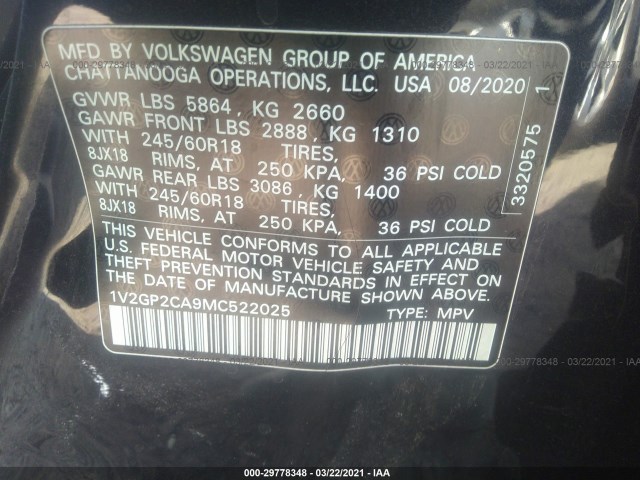 MFD BY VOLKSWAGEN GROUP OF AMERICA
CHATTANOOGA OPERATIONS, LLC. USA 08/2020 1
GVWR LBS 5864, KG 2660
GAWR FRONT LBS 2888, KG 1310
WITH 245/60R18 TIRES,
8JX18 RIMS, AT 250 KPA, 36 PSI COLD
GAWR REAR LBS 3086, KG 1400
WITH 245/60R18 TIRES,
8JX18 RIMS, AT 250 KPA, 36 PSI COLD
3320575
THIS VEHICLE CONFORMS TO ALL APPLICABLE
U.S. FEDERAL MOTOR VEHICLE SAFETY AND
THEFT PREVENTION STANDARDS IN EFFECT ON
THE DATE OF MANUFACTURE SHOWN ABOVE.
1V2GP2CA9MC522025 TYPE: MPV
000-29778348 - 03/22/2021 - IAA